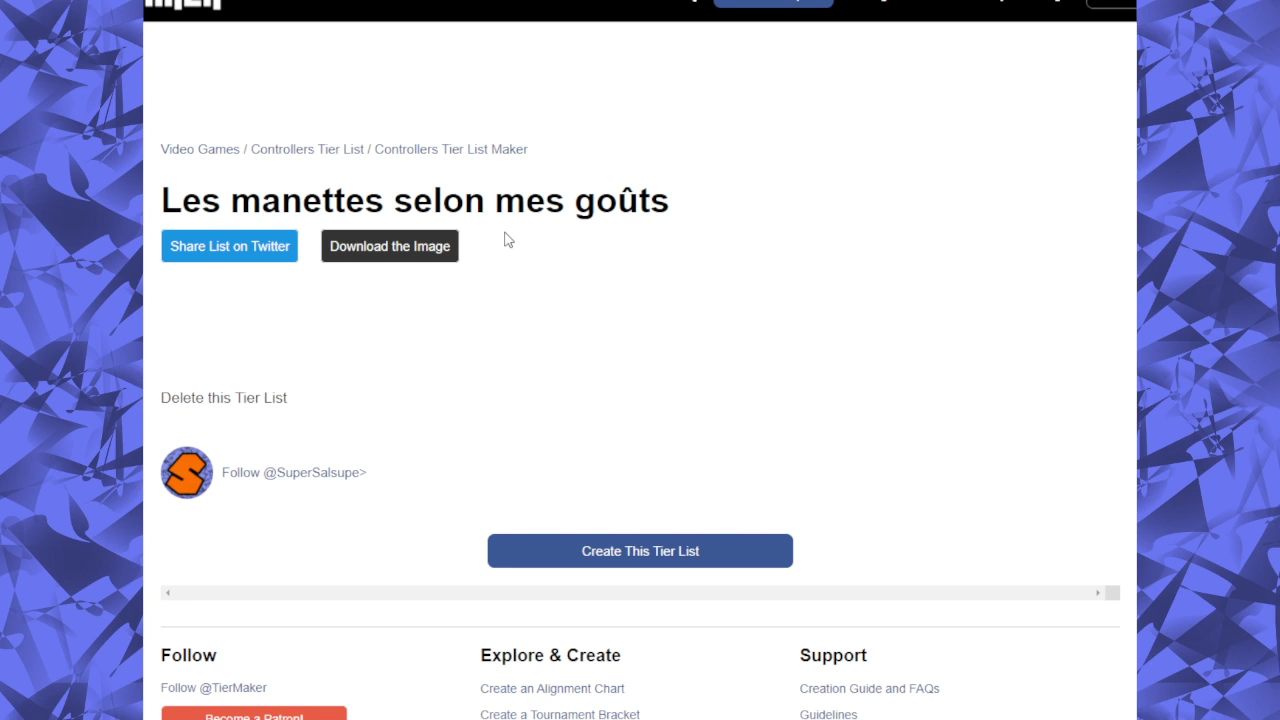 Video Games / Controllers Tier List / Controllers Tier List Maker
Les manettes selon mes goûts
Share List on Twitter Download the Image
Delete this Tier List
Follow @SuperSalsupe>
Create This Tier List
Follow Explore & Create Support
Follow @TierMaker Create an Alignment Chart Creation Guide and FAQs
Become a Patron! Create a Tournament Bracket Guidelines